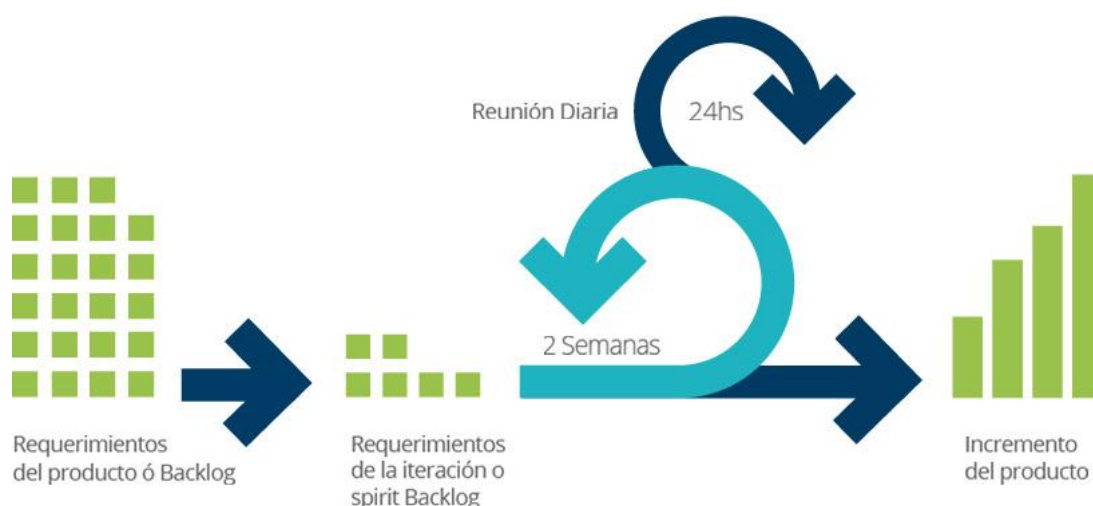 Reunión Diaria
24hs
2 Semanas
Requerimientos
del producto ó Backlog
Requerimientos
de la iteración o
spirit Backlog
Incremento
del producto